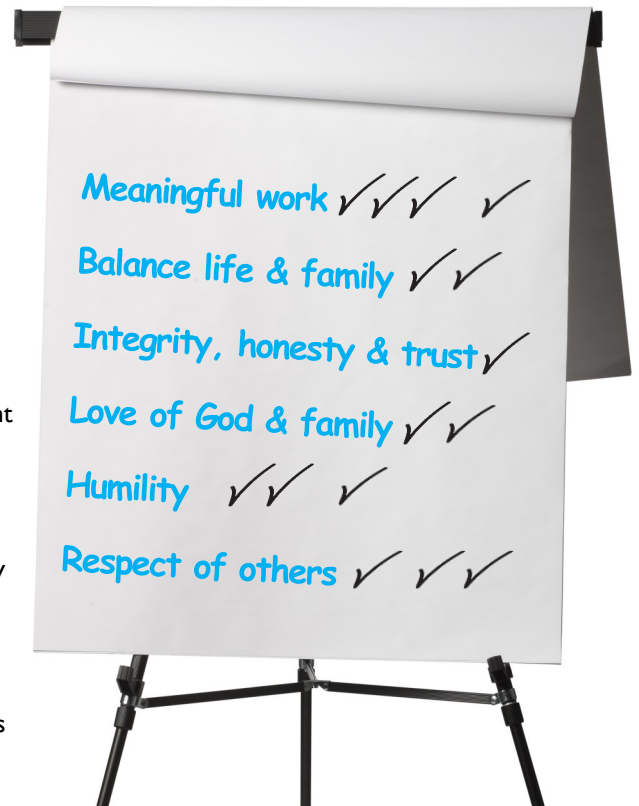 Meaningful work ✓✓✓ ✓
Balance life & family ✓✓
Integrity, honesty & trust ✓
Love of God & family ✓✓
Humility ✓✓ ✓
Respect of others ✓ ✓✓